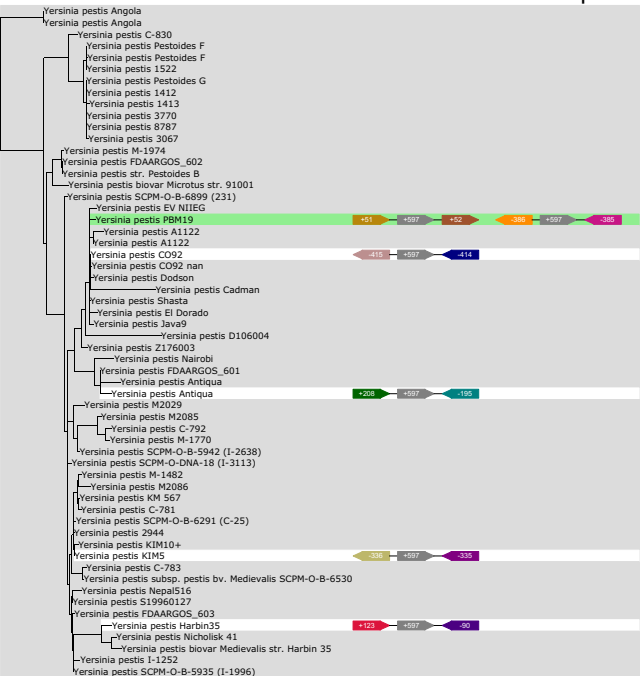 Yersinia pestis Angola
Yersinia pestis Angola
Yersinia pestis C-830
Yersinia pestis Pestoides F
Yersinia pestis Pestoides F
Yersinia pestis 1522
Yersinia pestis Pestoides G
Yersinia pestis 1412
Yersinia pestis 1413
Yersinia pestis 3770
Yersinia pestis 8787
Yersinia pestis 3067
Yersinia pestis M-1974
Yersinia pestis FDAARGOS_602
Yersinia pestis str. Pestoides B
Yersinia pestis biovar Microtus str. 91001
Yersinia pestis SCPM-O-B-6899 (231)
Yersinia pestis EV NIIEG
Yersinia pestis PBM19 +51 +597 +52 -386 +597 -385
Yersinia pestis A1122
Yersinia pestis A1122
Yersinia pestis CO92 -415 +597 -414
Yersinia pestis CO92 nan
Yersinia pestis Dodson
Yersinia pestis Cadman
Yersinia pestis Shasta
Yersinia pestis El Dorado
Yersinia pestis Java9
Yersinia pestis D106004
Yersinia pestis Z176003
Yersinia pestis Nairobi
Yersinia pestis FDAARGOS_601
Yersinia pestis Antiqua
Yersinia pestis Antiqua +208 +597 -195
Yersinia pestis M2029
Yersinia pestis M2085
Yersinia pestis C-792
Yersinia pestis M-1770
Yersinia pestis SCPM-O-B-5942 (I-2638)
Yersinia pestis SCPM-O-DNA-18 (I-3113)
Yersinia pestis M-1482
Yersinia pestis M2086
Yersinia pestis KM 567
Yersinia pestis C-781
Yersinia pestis SCPM-O-B-6291 (C-25)
Yersinia pestis 2944
Yersinia pestis KIM10+
Yersinia pestis KIM5 -336 +597 -335
Yersinia pestis C-783
Yersinia pestis subsp. pestis bv. Medievalis SCPM-O-B-6530
Yersinia pestis Nepal516
Yersinia pestis S19960127
Yersinia pestis FDAARGOS_603
Yersinia pestis Harbin35 +123 +597 -90
Yersinia pestis Nicholisk 41
Yersinia pestis biovar Medievalis str. Harbin 35
Yersinia pestis I-1252
Yersinia pestis SCPM-O-B-5935 (I-1996)